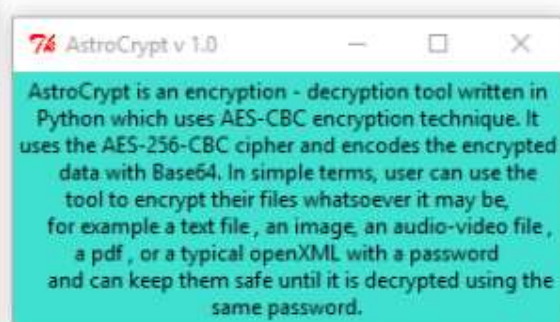 AstroCrypt v 1.0
AstroCrypt is an encryption - decryption tool written in
Python which uses AES-CBC encryption technique. It
uses the AES-256-CBC cipher and encodes the encrypted
data with Base64. In simple terms, user can use the
tool to encrypt their files whatsoever it may be,
for example a text file , an image, an audio-video file ,
a pdf , or a typical openXML with a password
and can keep them safe until it is decrypted using the
same password.